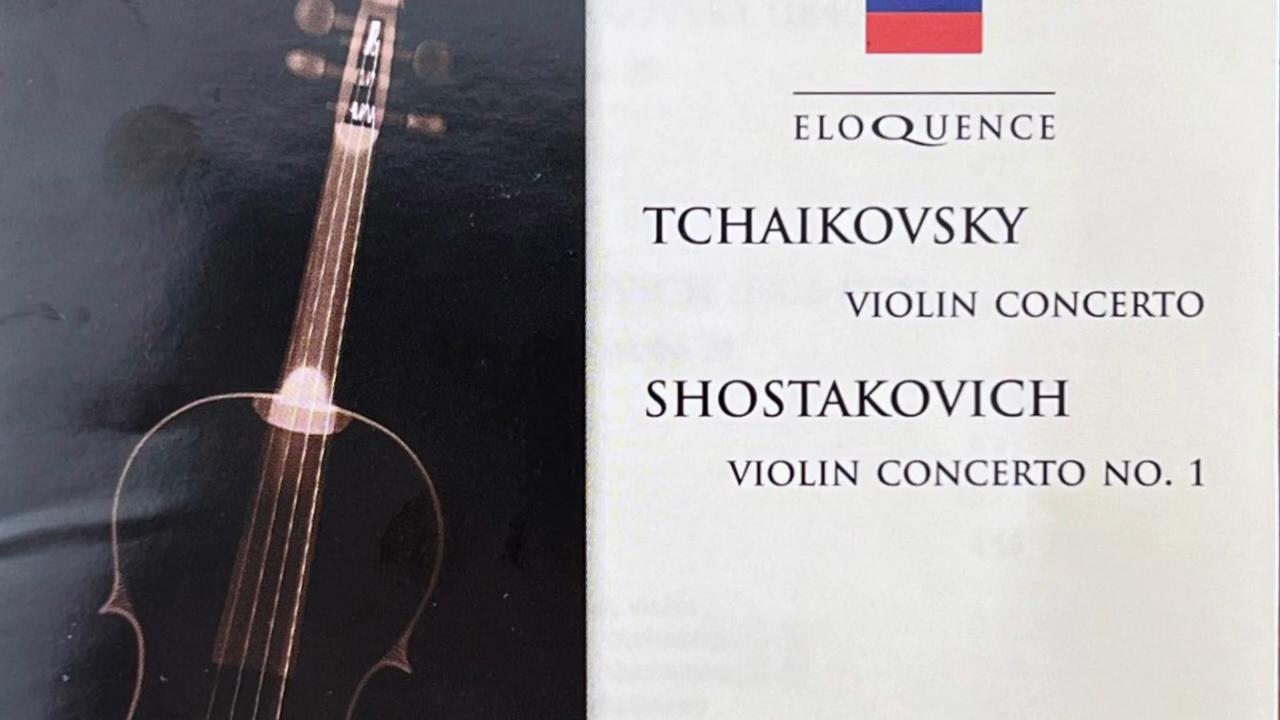 ELOQUENCE
TCHAIKOVSKY
VIOLIN CONCERTO
SHOSTAKOVICH
VIOLIN CONCERTO NO. 1